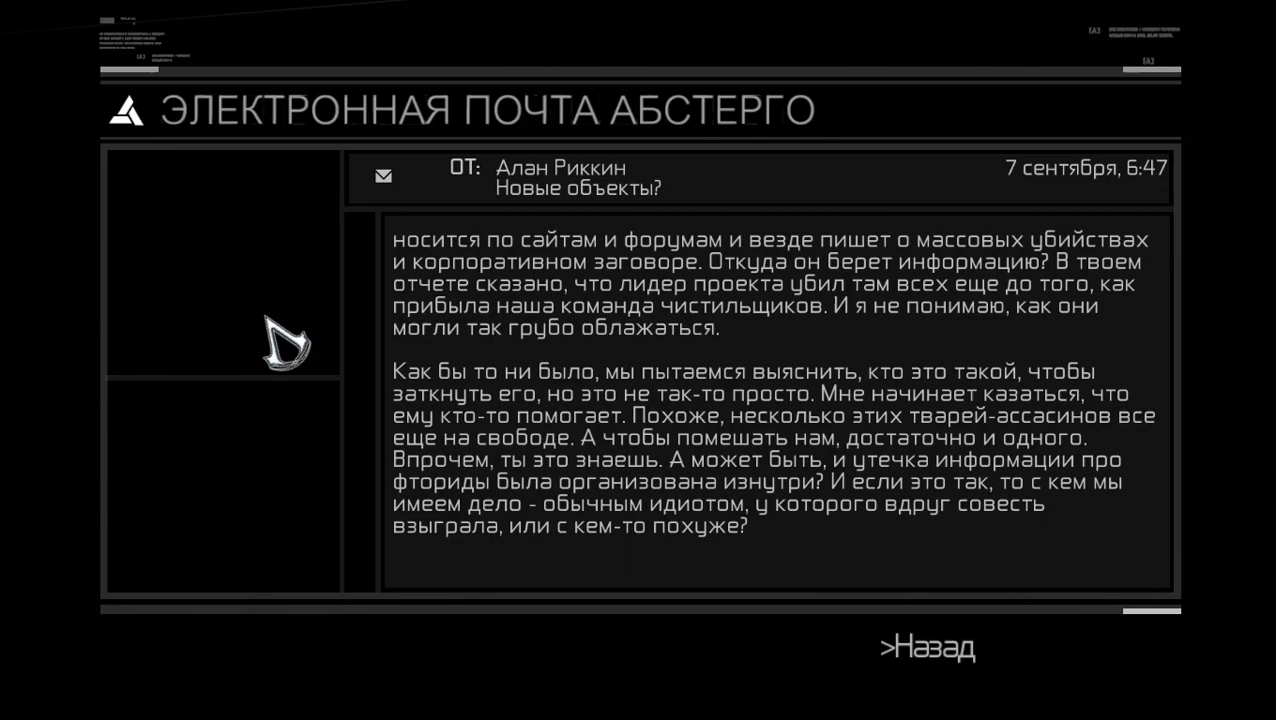 ЭЛЕКТРОННАЯ ПОЧТА АБСТЕРГО
ОТ: Алан Риккин 7 сентября, 6:47
Новые объекты?
носится по сайтам и форумам и везде пишет о массовых убийствах
и корпоративном заговоре. Откуда он берет информацию? В твоем
отчете сказано, что лидер проекта убил там всех еще до того, как
прибыла наша команда чистильщиков. И я не понимаю, как они
могли так грубо облажаться.
Как бы то ни было, мы пытаемся выяснить, кто это такой, чтобы
заткнуть его, но это не так-то просто. Мне начинает казаться, что
ему кто-то помогает. Похоже, несколько этих тварей-ассасинов все
еще на свободе. А чтобы помешать нам, достаточно и одного.
Впрочем, ты это знаешь. А может быть, и утечка информации про
фториды была организована изнутри? И если это так, то с кем мы
имеем дело - обычным идиотом, у которого вдруг совесть
взыграла, или с кем-то похуже?
>Назад